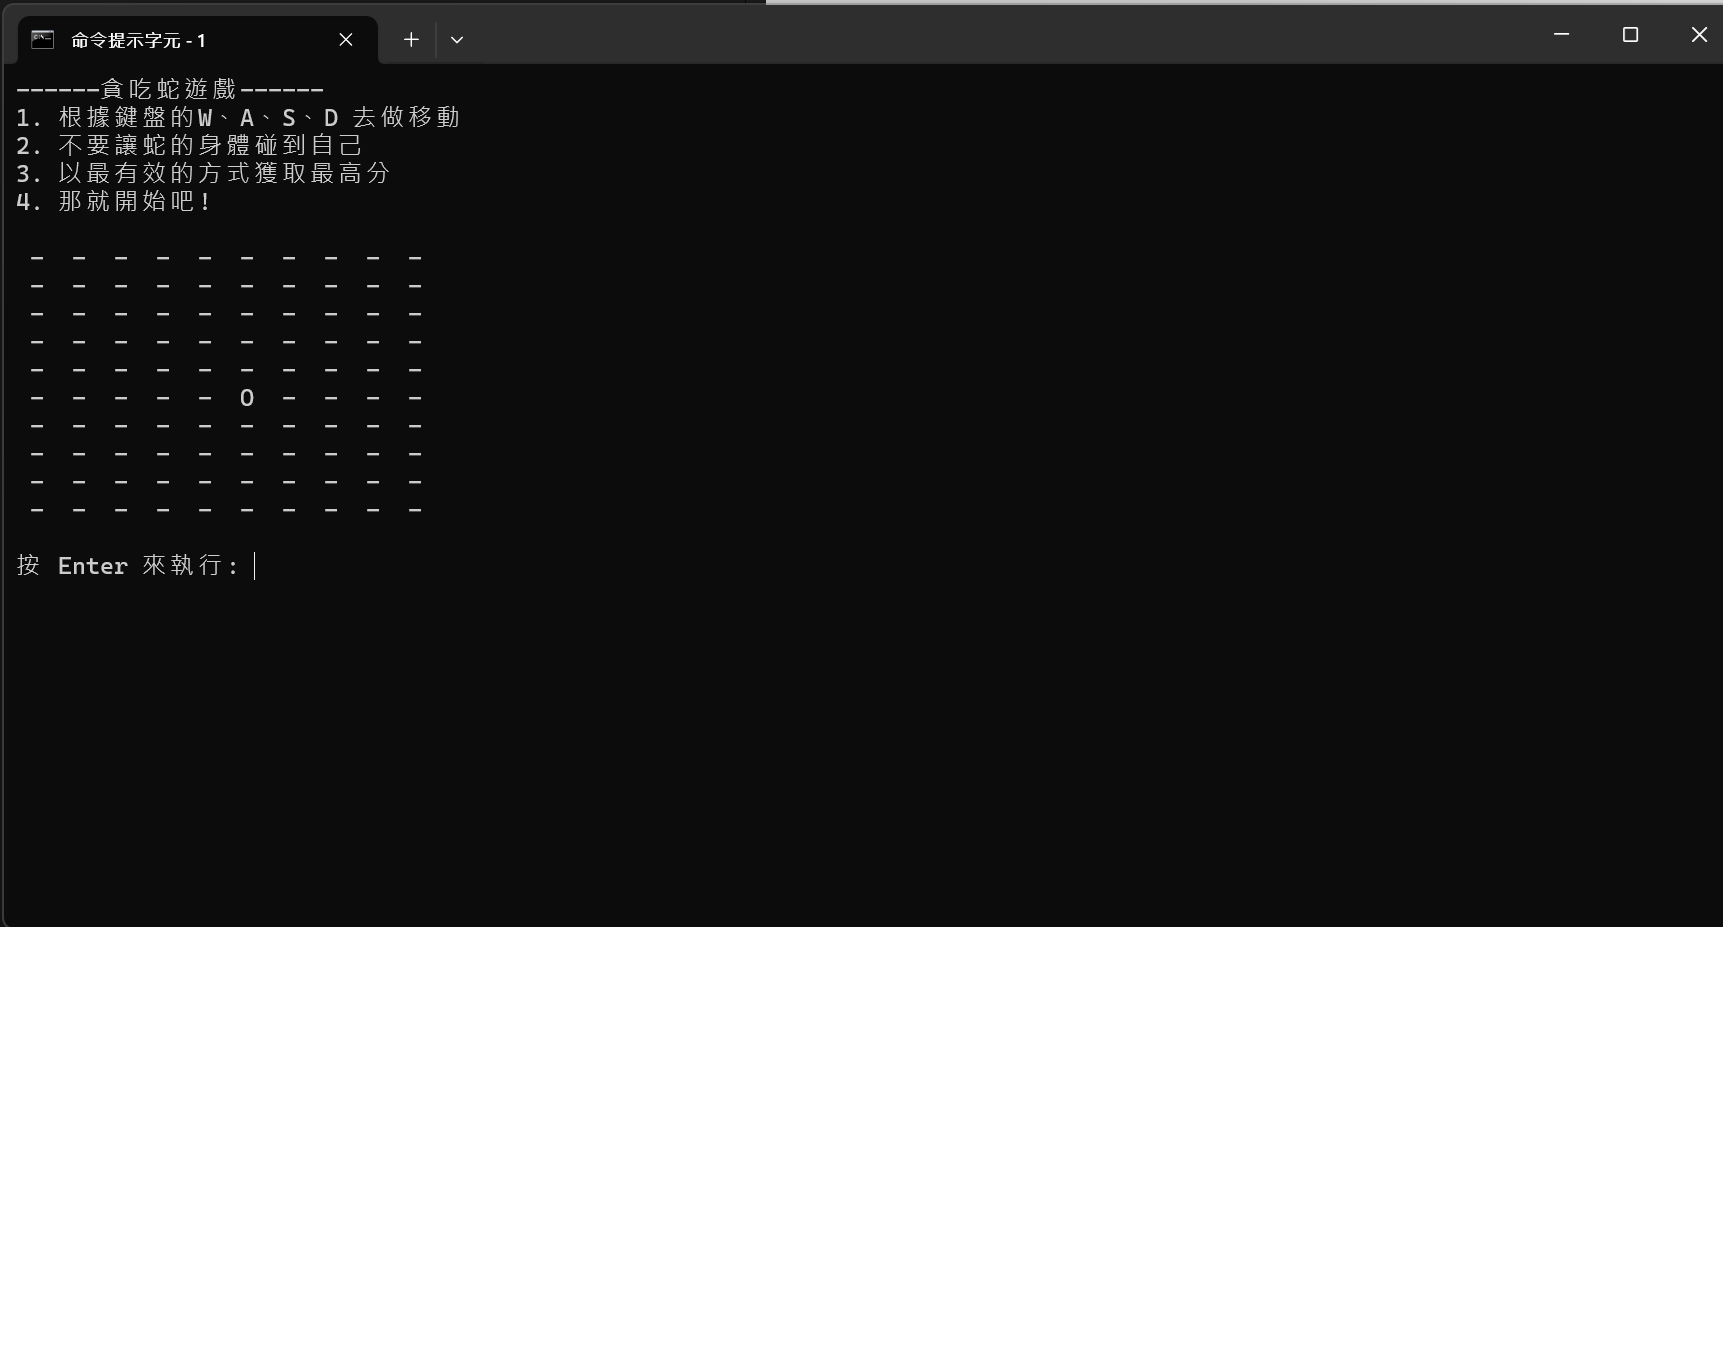 命令提示字元 - 1
------貪吃蛇遊戲------
1. 根據鍵盤的W、A、S、D 去做移動
2. 不要讓蛇的身體碰到自己
3. 以最有效的方式獲取最高分
4. 那就開始吧!
- - - - - - - - - -
- - - - - - - - - -
- - - - - - - - - -
- - - - - - - - - -
- - - - - - - - - -
- - - - - O - - - -
- - - - - - - - - -
- - - - - - - - - -
- - - - - - - - - -
- - - - - - - - - -
按 Enter 來執行: